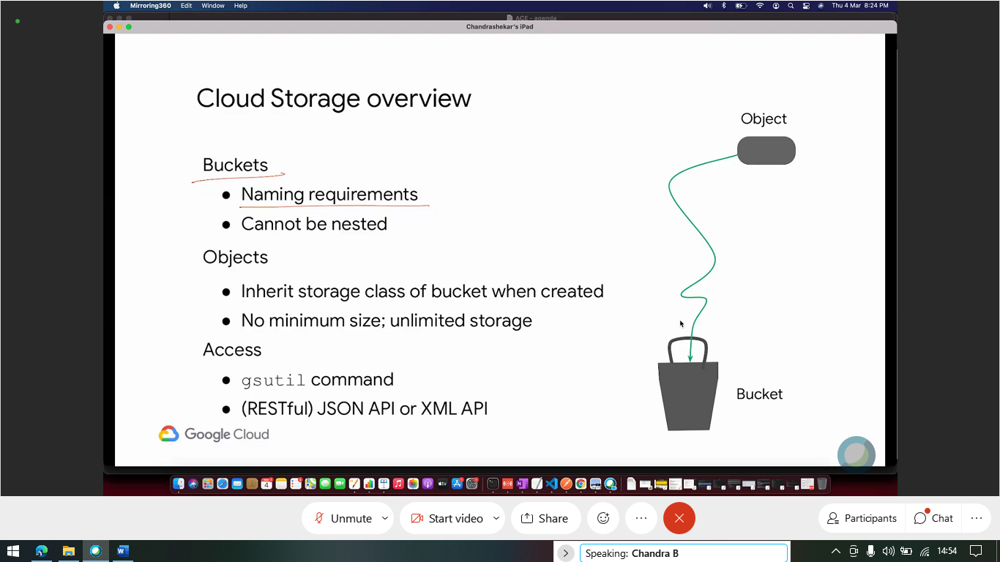 Mirroring360 Edit Window Help
Thu 4 Mar 8:24 PM
ACE - agenda
Chandrashekar's iPad
Cloud Storage overview
Buckets
● Naming requirements
● Cannot be nested
Objects
● Inherit storage class of bucket when created
● No minimum size; unlimited storage
Access
● gsutil command
● (RESTful) JSON API or XML API
Google Cloud
Object
Bucket
Unmute
Start video
Share
Participants
Chat
Speaking: Chandra B
14:54